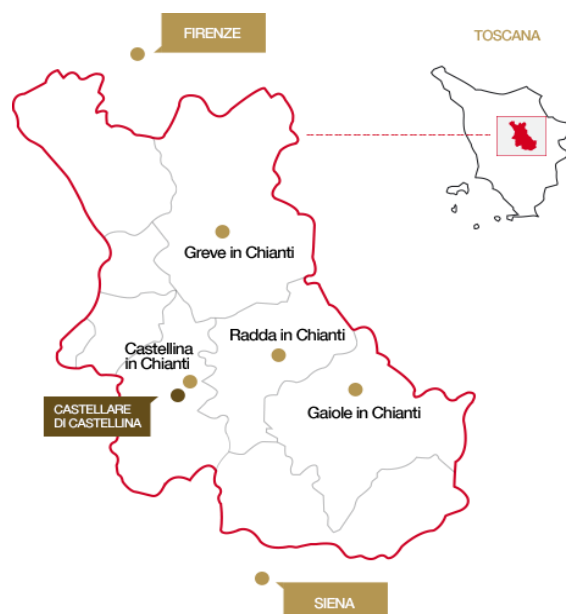 FIRENZE
TOSCANA
Greve in Chianti
Radda in Chianti
Castellina
in Chianti
CASTELLARE
DI CASTELLINA
Gaiole in Chianti
SIENA